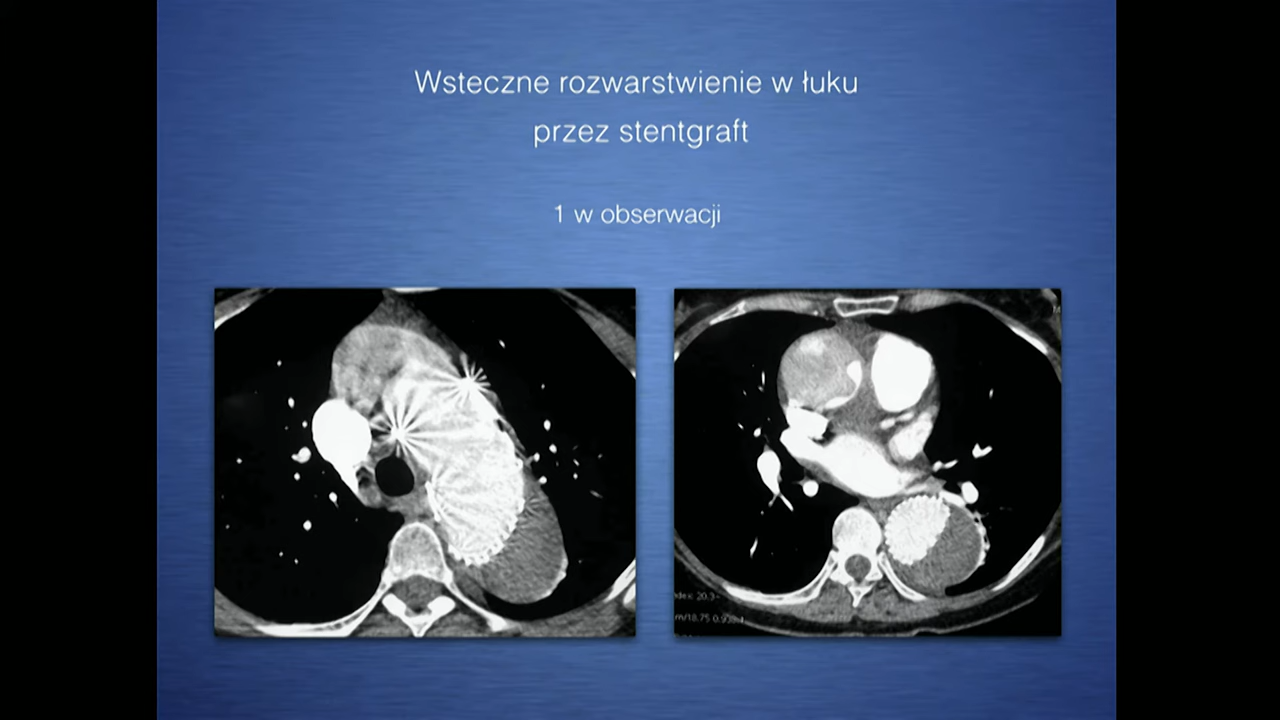 Wsteczne rozwarstwienie w łuku
przez stentgraft
1 w obserwacji